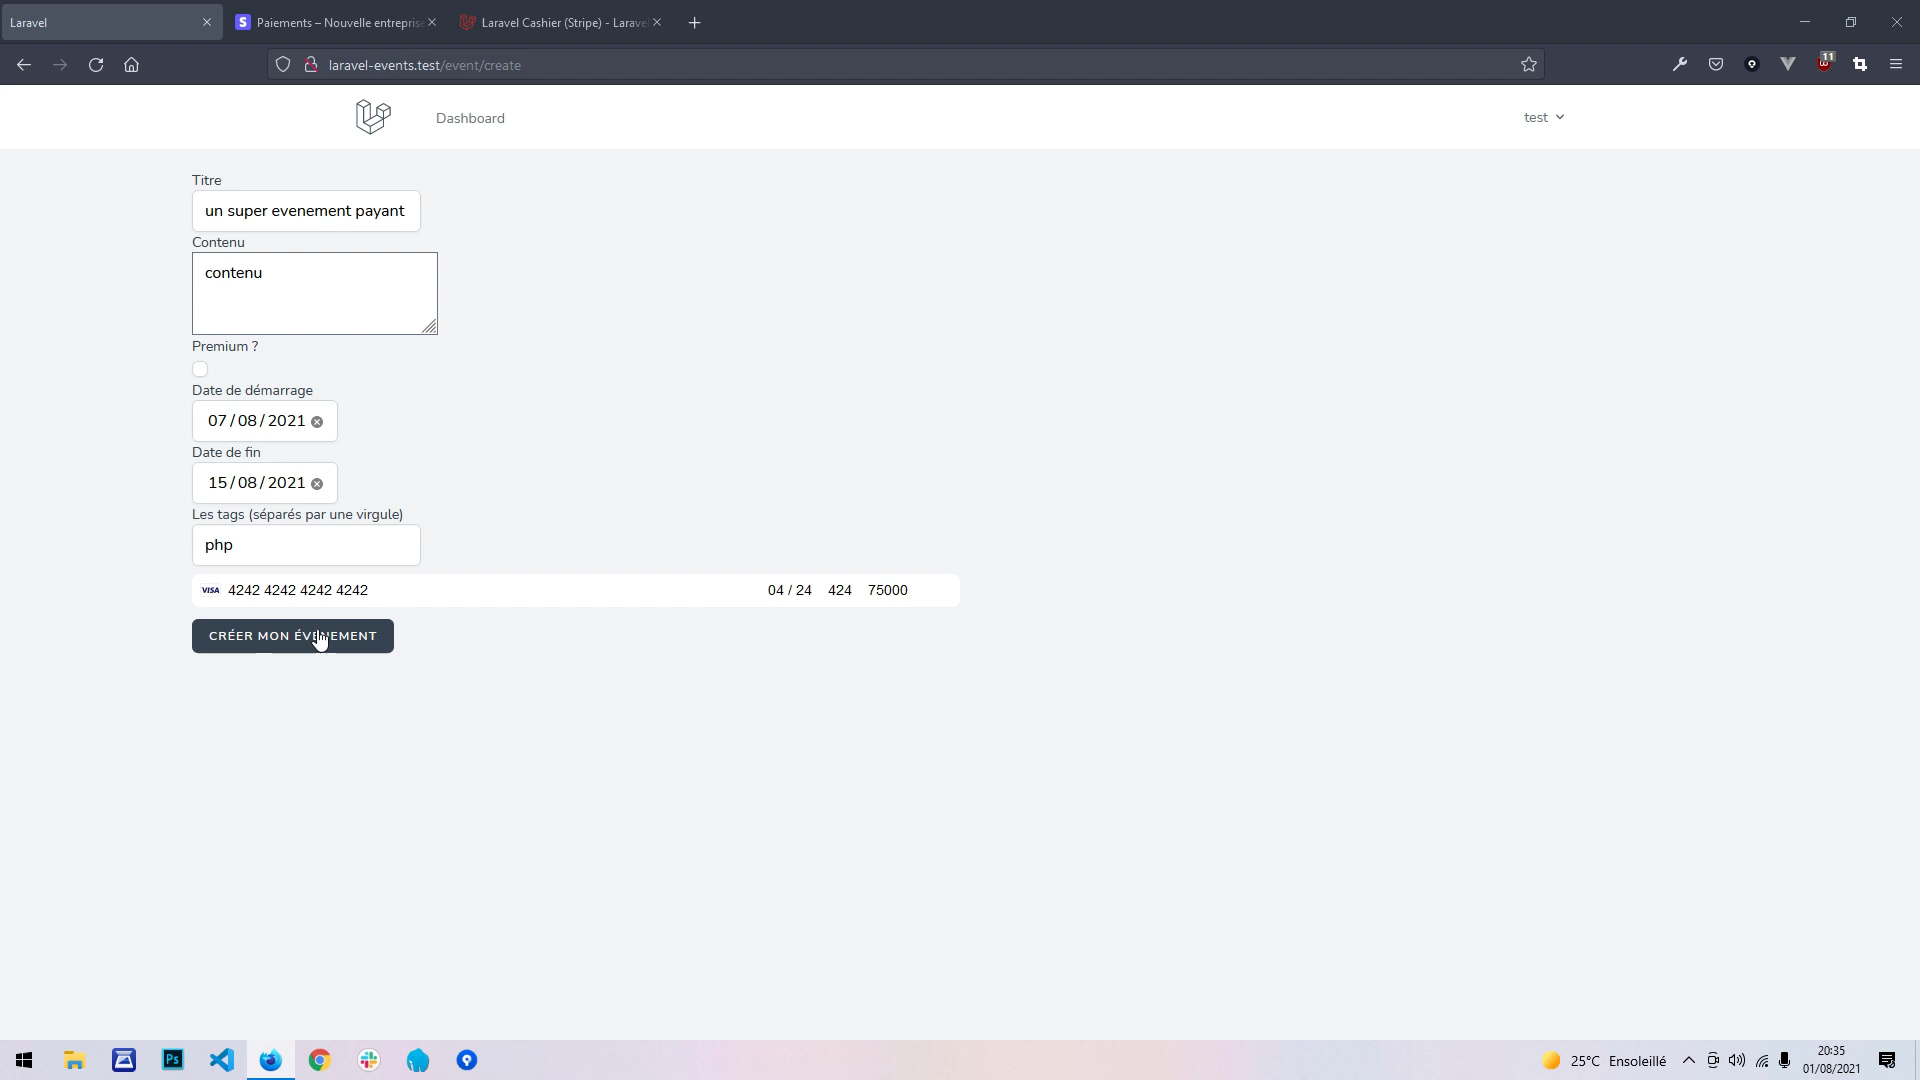 Laravel
S Paiements – Nouvelle entreprise
Laravel Cashier (Stripe) - Larave
laravel-events.test/event/create
11
Dashboard
test
Titre
un super evenement payant
Contenu
contenu
Premium ?
Date de démarrage
07/08/2021
Date de fin
15/08/2021
Les tags (séparés par une virgule)
php
VISA 4242 4242 4242 4242 04 / 24 424 75000
CRÉER MON ÉVÉNEMENT
Ps
25°C Ensoleillé
20:35
01/08/2021